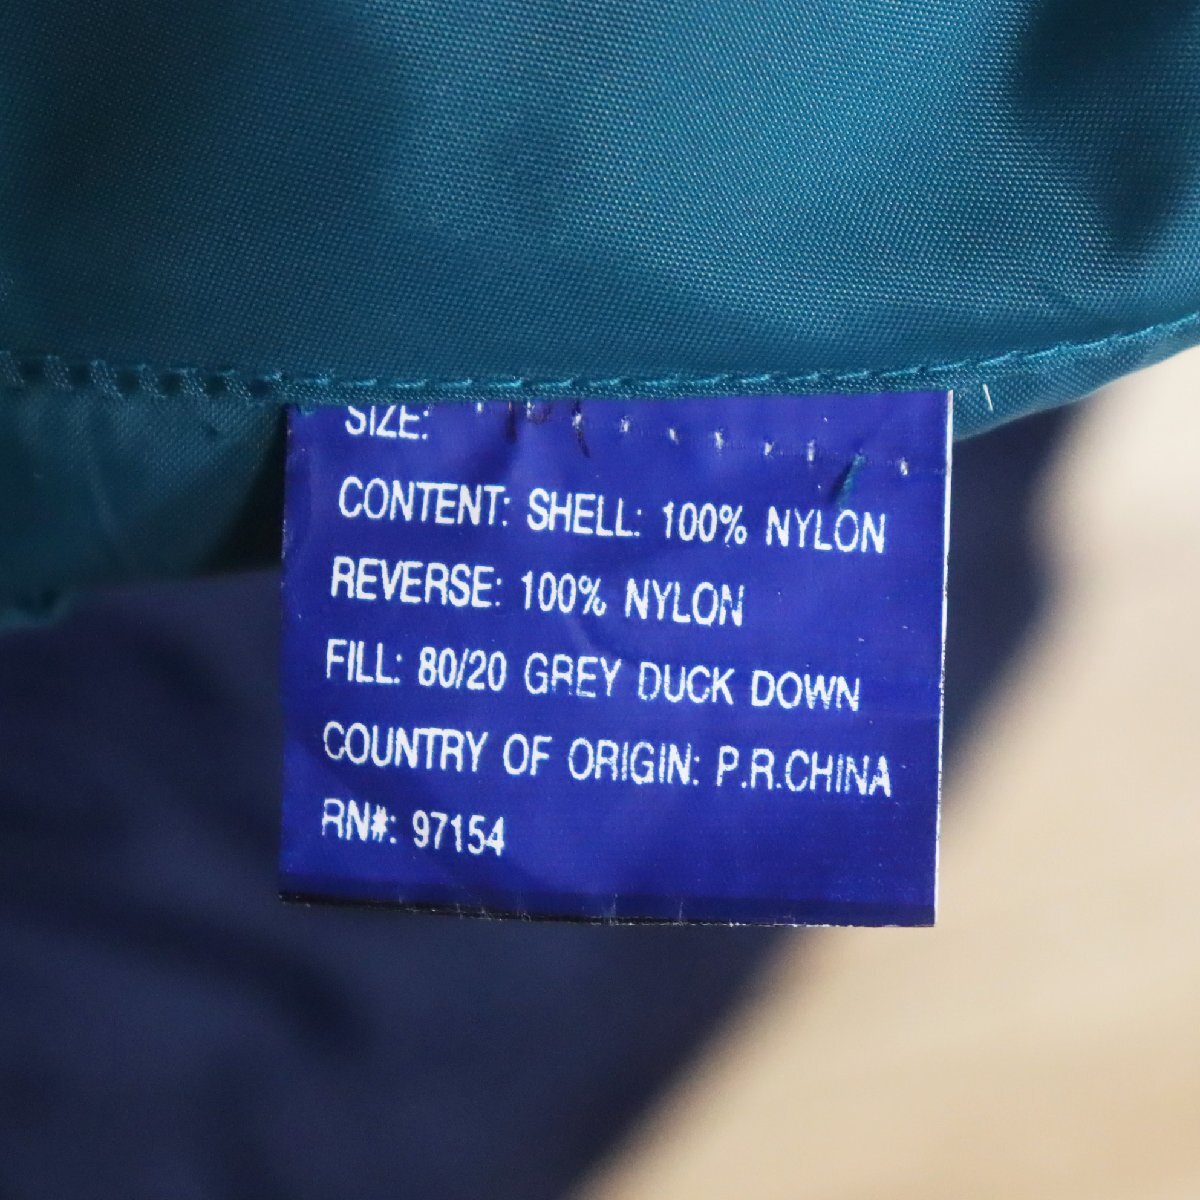 SIZE:
CONTENT: SHELL: 100% NYLON
REVERSE: 100% NYLON
FILL: 80/20 GREY DUCK DOWN
COUNTRY OF ORIGIN: P.R.CHINA
RN#: 97154